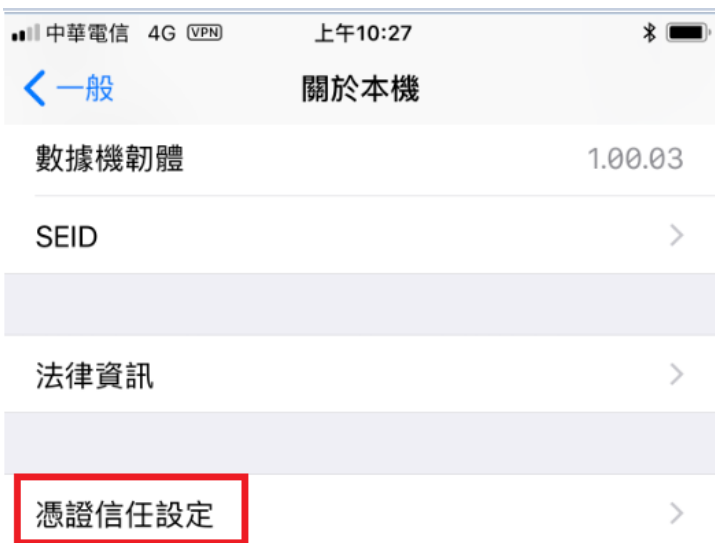 中華電信 4G VPN 上午10:27
一般 關於本機
數據機韌體 1.00.03
SEID
法律資訊
憑證信任設定